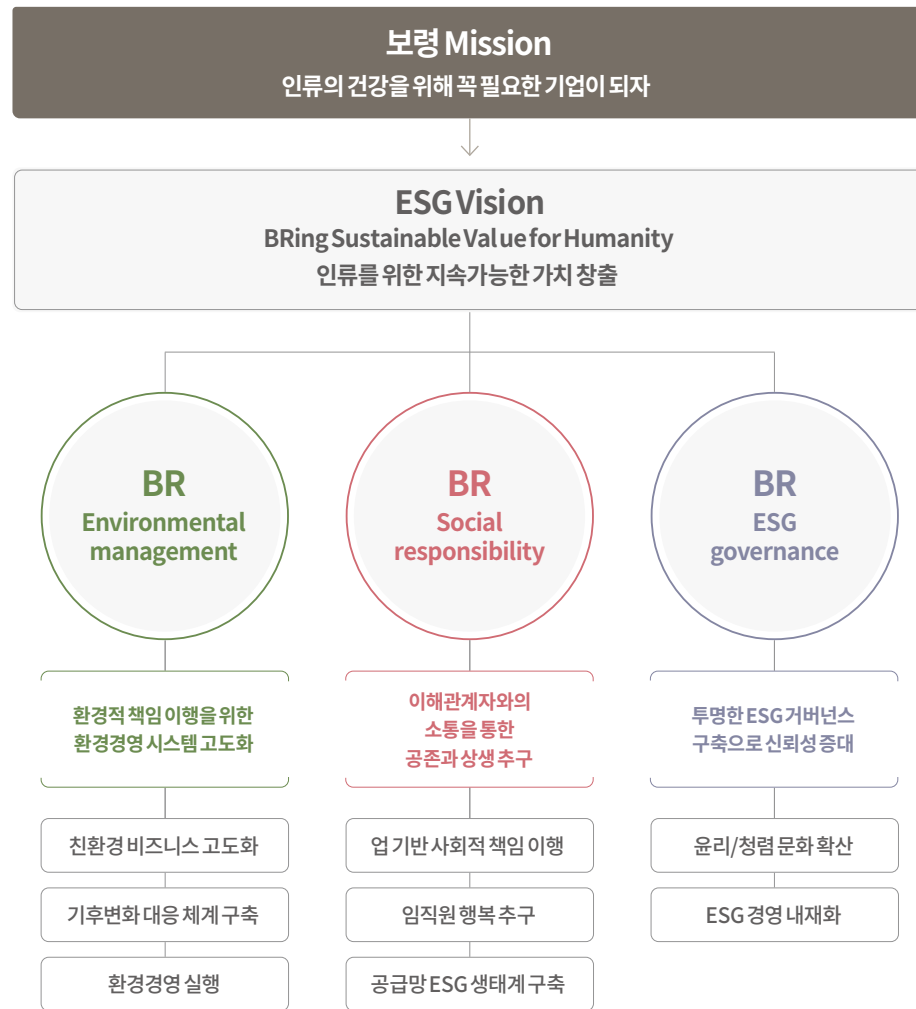 보령 Mission
인류의 건강을 위해 꼭 필요한 기업이 되자
ESG Vision
BRing Sustainable Value for Humanity
인류를 위한 지속가능한 가치 창출
BR
Environmental
management
BR
Social
responsibility
BR
ESG
governance
환경적 책임 이행을 위한
환경경영 시스템 고도화
이해관계자와의
소통을 통한
공존과 상생 추구
투명한 ESG 거버넌스
구축으로 신뢰성 증대
친환경 비즈니스 고도화
기후변화 대응 체계 구축
환경경영 실행
업 기반 사회적 책임 이행
임직원 행복 추구
공급망 ESG 생태계 구축
윤리/청렴 문화 확산
ESG 경영 내재화